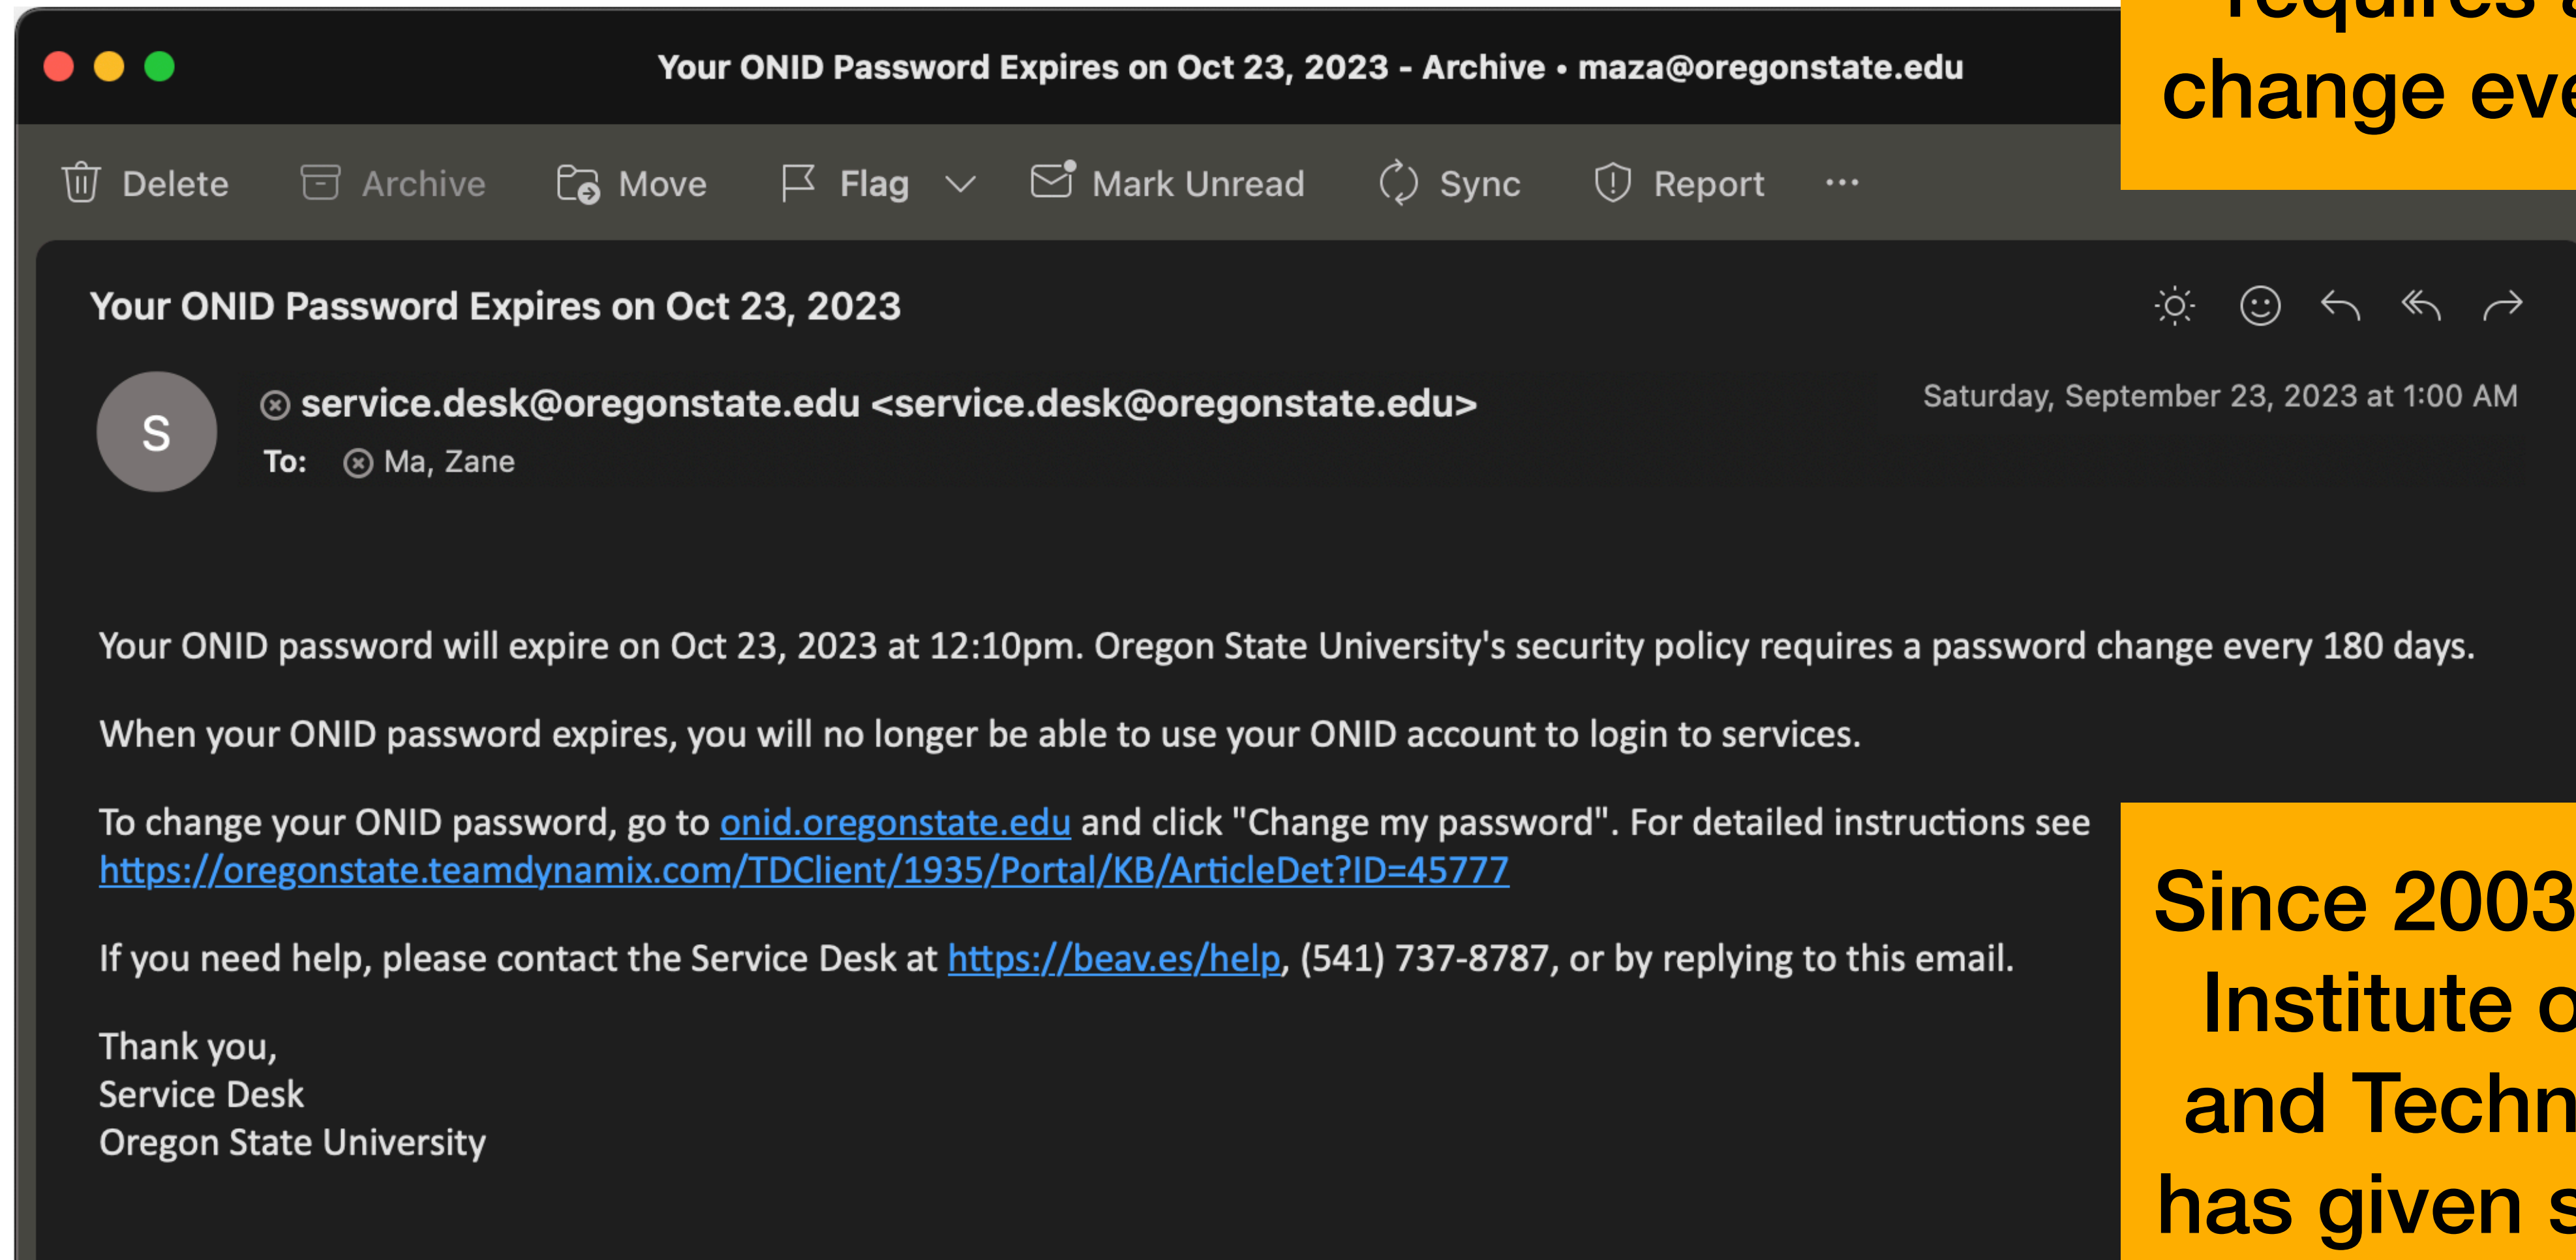 requires a
change eve
Your ONID Password Expires on Oct 23, 2023 - Archive • maza@oregonstate.edu
Delete Archive Move Flag Mark Unread Sync Report ...
Your ONID Password Expires on Oct 23, 2023
S
service.desk@oregonstate.edu <service.desk@oregonstate.edu>
Saturday, September 23, 2023 at 1:00 AM
To: Ma, Zane
Your ONID password will expire on Oct 23, 2023 at 12:10pm. Oregon State University's security policy requires a password change every 180 days.
When your ONID password expires, you will no longer be able to use your ONID account to login to services.
To change your ONID password, go to onid.oregonstate.edu and click "Change my password". For detailed instructions see
https://oregonstate.teamdynamix.com/TDClient/1935/Portal/KB/ArticleDet?ID=45777
If you need help, please contact the Service Desk at https://beav.es/help, (541) 737-8787, or by replying to this email.
Thank you,
Service Desk
Oregon State University
Since 2003
Institute o
and Techn
has given s